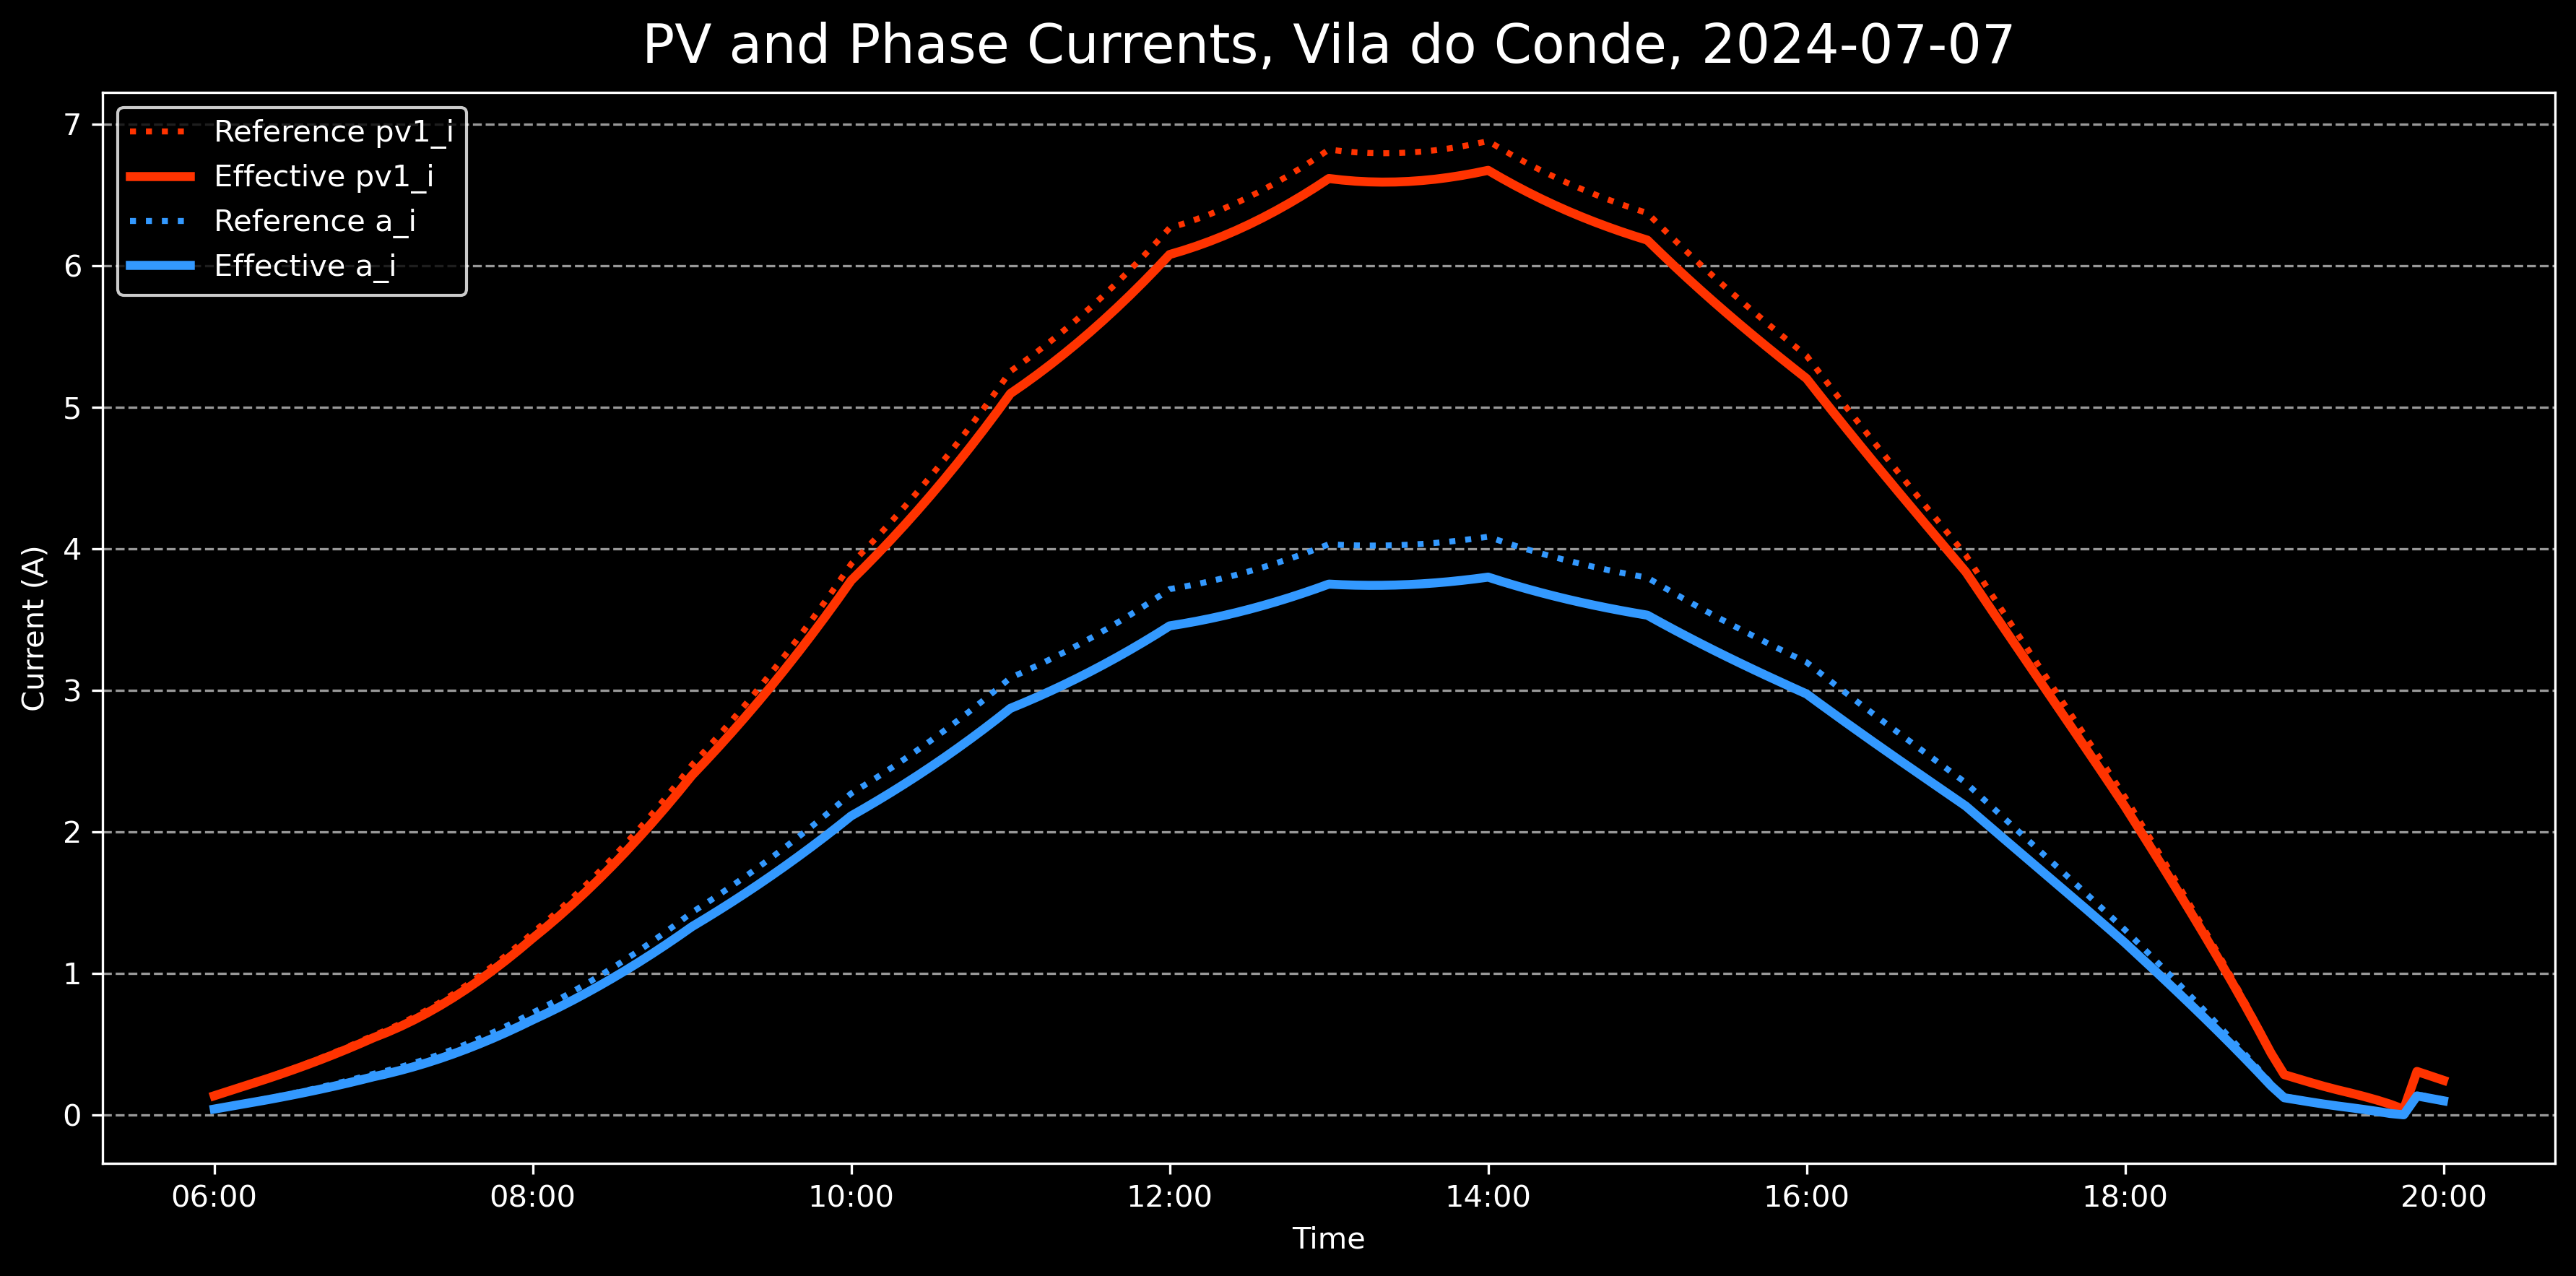 PV and Phase Currents, Vila do Conde, 2024-07-07
Reference pv1_i
Effective pv1_i
Reference a_i
Effective a_i
7
6
5
4
3
2
1
0
Current (A)
06:00 08:00 10:00 12:00 14:00 16:00 18:00 20:00
Time